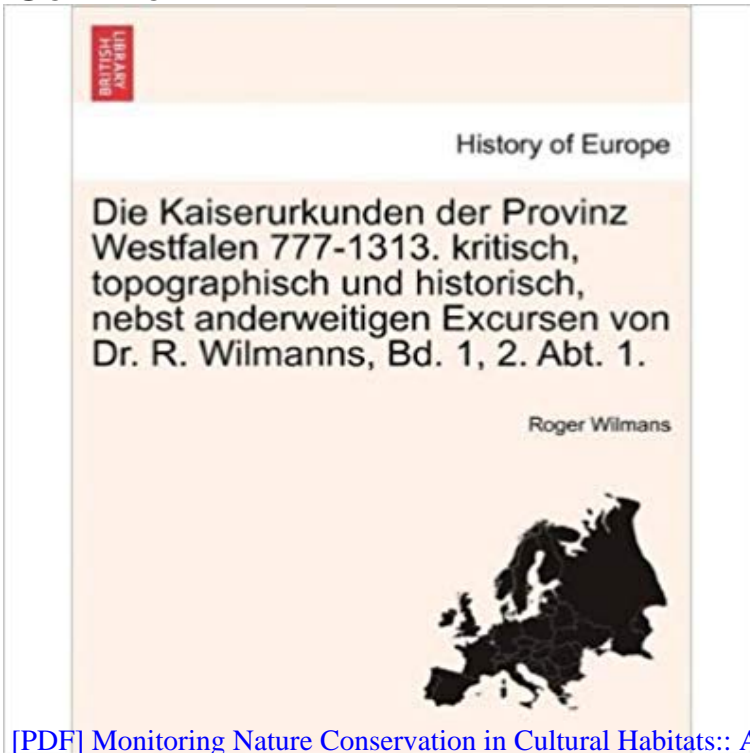 BRITISH
LIBRARY
History of Europe
Die Kaiserurkunden der Provinz
Westfalen 777-1313. kritisch,
topographisch und historisch,
nebst anderweitigen Excursen von
Dr. R. Wilmanns, Bd. 1, 2. Abt. 1.
Roger Wilmans
[PDF] Monitoring Nature Conservation in Cultural Habitats:: A